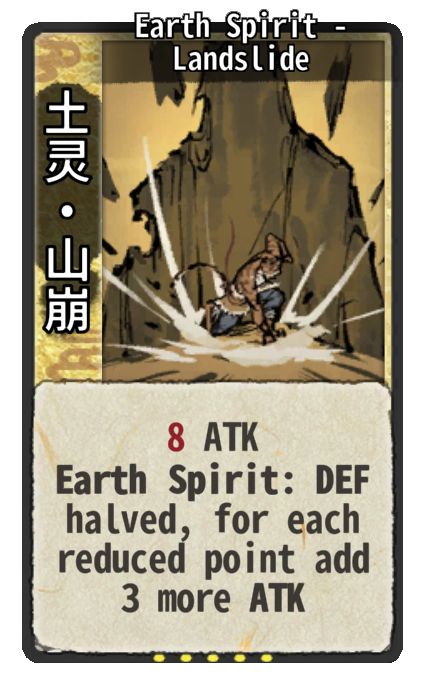 Earth Spirit -
Landslide
土灵·山崩
8 ATK
Earth Spirit: DEF
halved, for each
reduced point add
3 more ATK